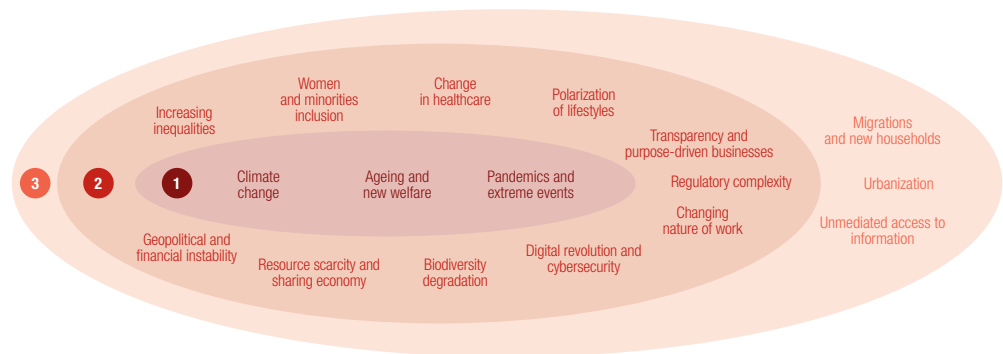 Women
and minorities
inclusion
Change
in healthcare
Polarization
of lifestyles
Increasing
inequalities
Migrations
and new households
Transparency and
purpose-driven businesses
3
2
1
Climate
change
Ageing and
new welfare
Pandemics and
extreme events
Regulatory complexity
Urbanization
Changing
nature of work
Unmediated access to
information
Geopolitical and
financial instability
Resource scarcity and
sharing economy
Biodiversity
degradation
Digital revolution and
cybersecurity